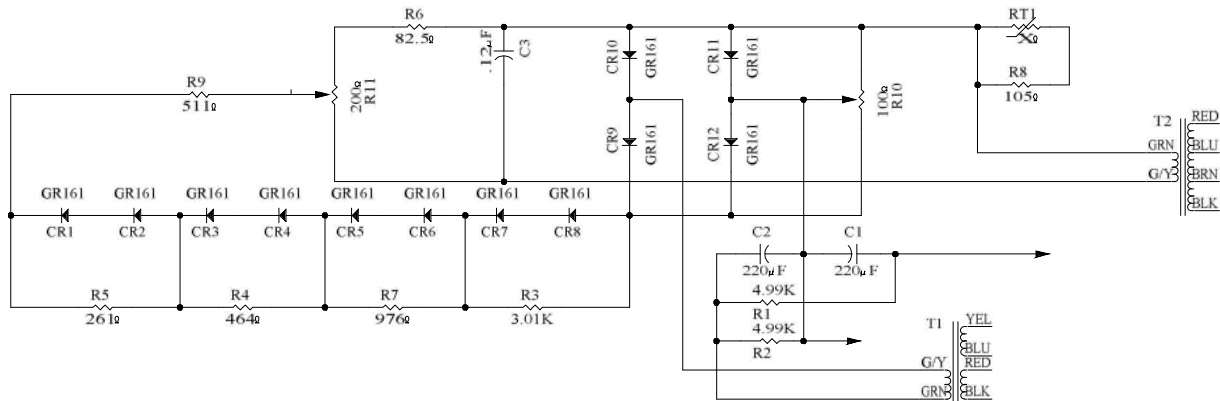 R6
82.5Ω
.12µF
C3
CR10
GR161
CR11
GR161
RT1
X Ω
R8
105Ω
R9
511Ω
200Ω
R11
100Ω
R10
CR9
GR161
CR12
GR161
T2
RED
GRN
BLU
G/Y
BRN
BLK
GR161
GR161
GR161
GR161
GR161
GR161
GR161
GR161
CR1
CR2
CR3
CR4
CR5
CR6
CR7
CR8
C2
C1
220µF
220µF
R5
R4
R7
R3
261Ω
464Ω
976Ω
3.01K
4.99K
R1
4.99K
R2
T1
YEL
BLU
G/Y
RED
GRN
BLK